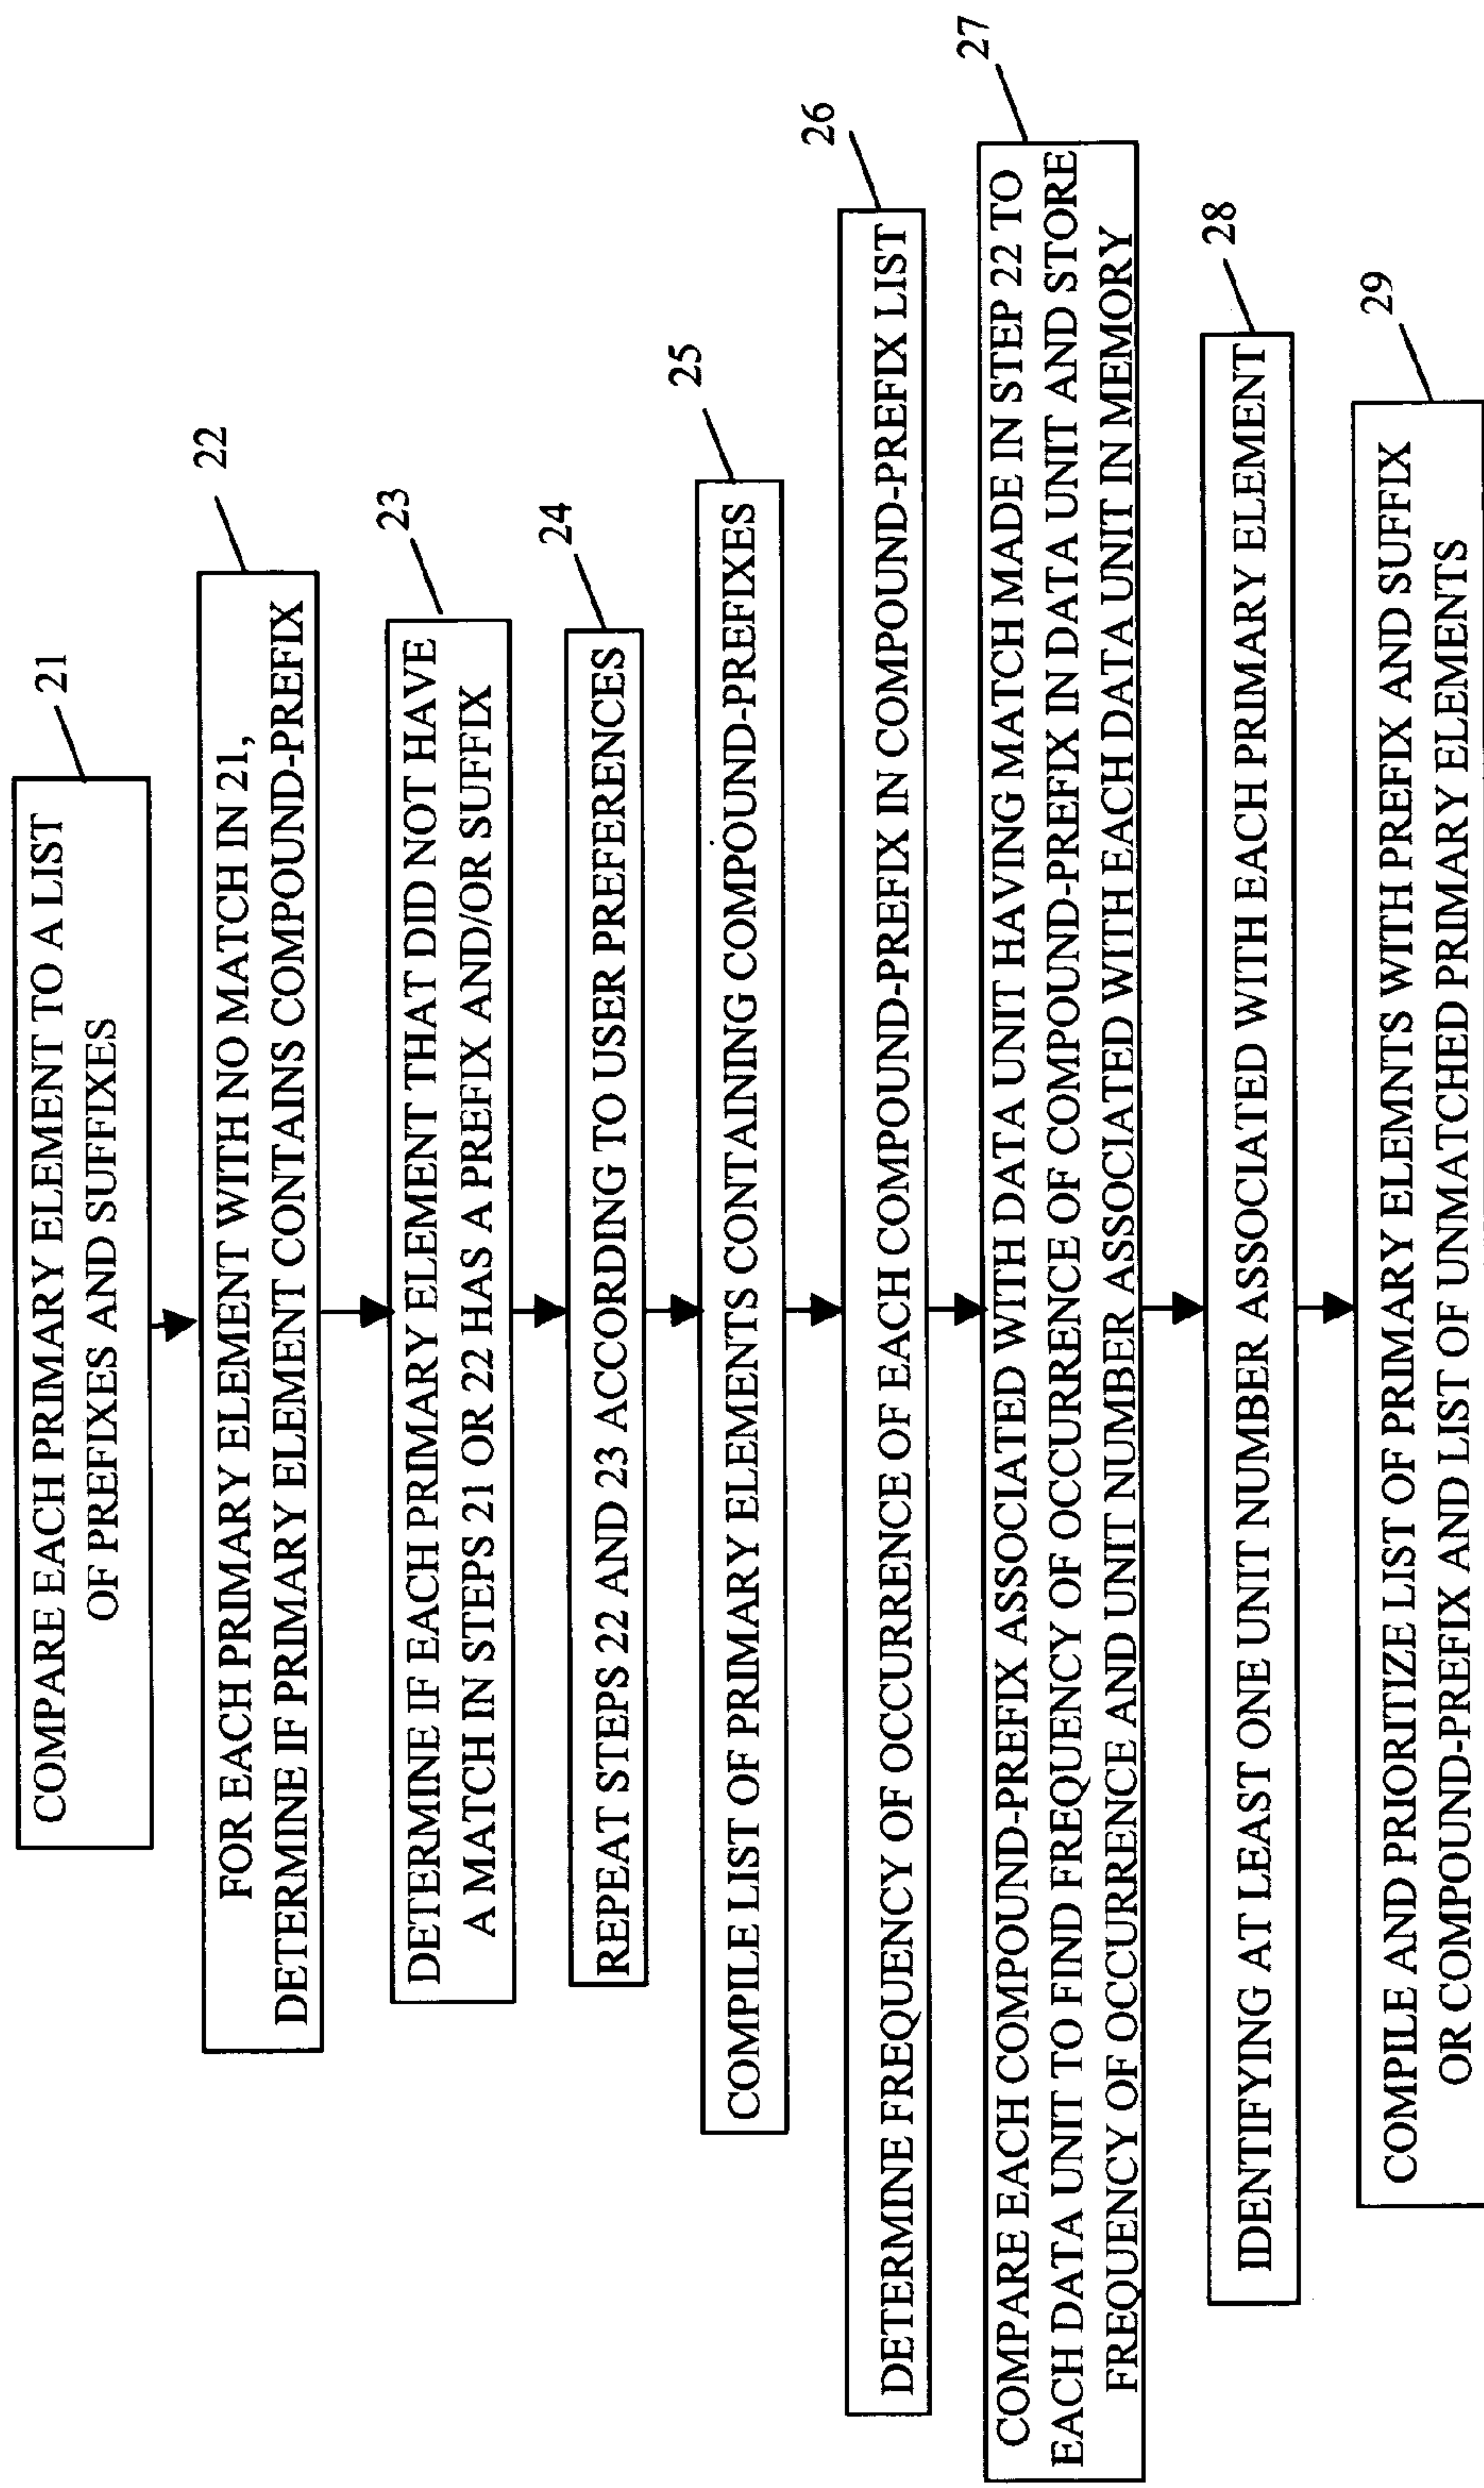 COMPARE EACH PRIMARY ELEMENT TO A LIST
OF PREFIXES AND SUFFIXES
21
FOR EACH PRIMARY ELEMENT WITH NO MATCH IN 21,
DETERMINE IF PRIMARY ELEMENT CONTAINS COMPOUND-PREFIX
22
DETERMINE IF EACH PRIMARY ELEMENT THAT DID NOT HAVE
A MATCH IN STEPS 21 OR 22 HAS A PREFIX AND/OR SUFFIX
23
REPEAT STEPS 22 AND 23 ACCORDING TO USER PREFERENCES
24
COMPILE LIST OF PRIMARY ELEMENTS CONTAINING COMPOUND-PREFIXES
25
DETERMINE FREQUENCY OF OCCURRENCE OF EACH COMPOUND-PREFIX IN COMPOUND-PREFIX LIST
26
COMPARE EACH COMPOUND-PREFIX ASSOCIATED WITH DATA UNIT HAVING MATCH MADE IN STEP 22 TO
EACH DATA UNIT TO FIND FREQUENCY OF OCCURRENCE OF COMPOUND-PREFIX IN DATA UNIT AND STORE
FREQUENCY OF OCCURRENCE AND UNIT NUMBER ASSOCIATED WITH EACH DATA UNIT IN MEMORY
27
IDENTIFYING AT LEAST ONE UNIT NUMBER ASSOCIATED WITH EACH PRIMARY ELEMENT
28
COMPILE AND PRIORITIZE LIST OF PRIMARY ELEMNTS WITH PREFIX AND SUFFIX
OR COMPOUND-PREFIX AND LIST OF UNMATCHED PRIMARY ELEMENTS
29